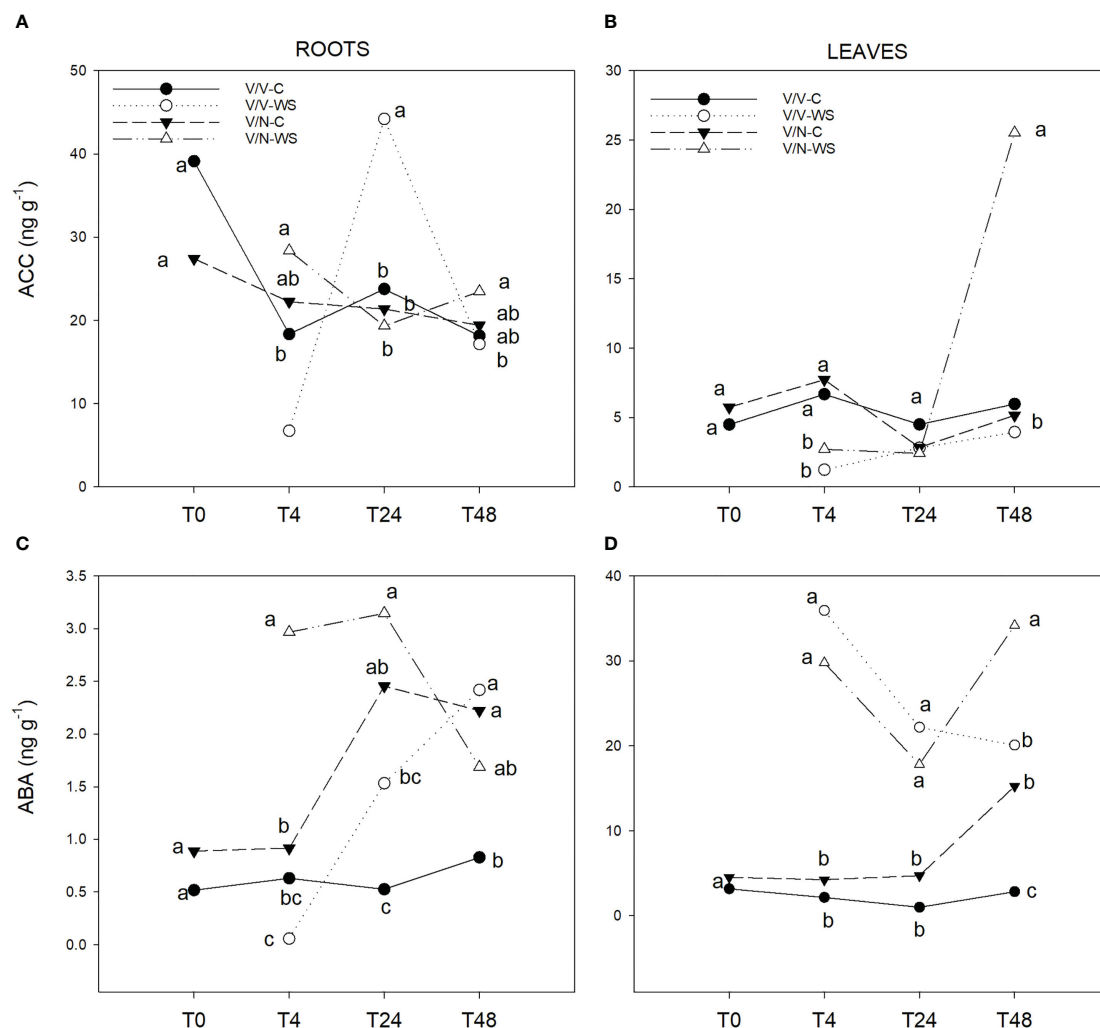 A
B
ROOTS
LEAVES
50
40
30
20
10
0
ACC (ng g-1)
V/V-C
V/V-WS
V/N-C
V/N-WS
a
a
a
a
ab
b
b
b
b
a
ab
ab
b
T0
T4
T24
T48
30
25
20
15
10
5
0
V/V-C
V/V-WS
V/N-C
V/N-WS
a
a
a
a
a
a
b
b
b
T0
T4
T24
T48
C
D
3.5
3.0
2.5
2.0
1.5
1.0
0.5
0.0
ABA (ng g-1)
a
a
ab
a
a
bc
ab
a
b
a
bc
c
b
c
T0
T4
T24
T48
40
30
20
10
0
a
a
a
a
b
a
b
a
b
b
b
b
c
T0
T4
T24
T48